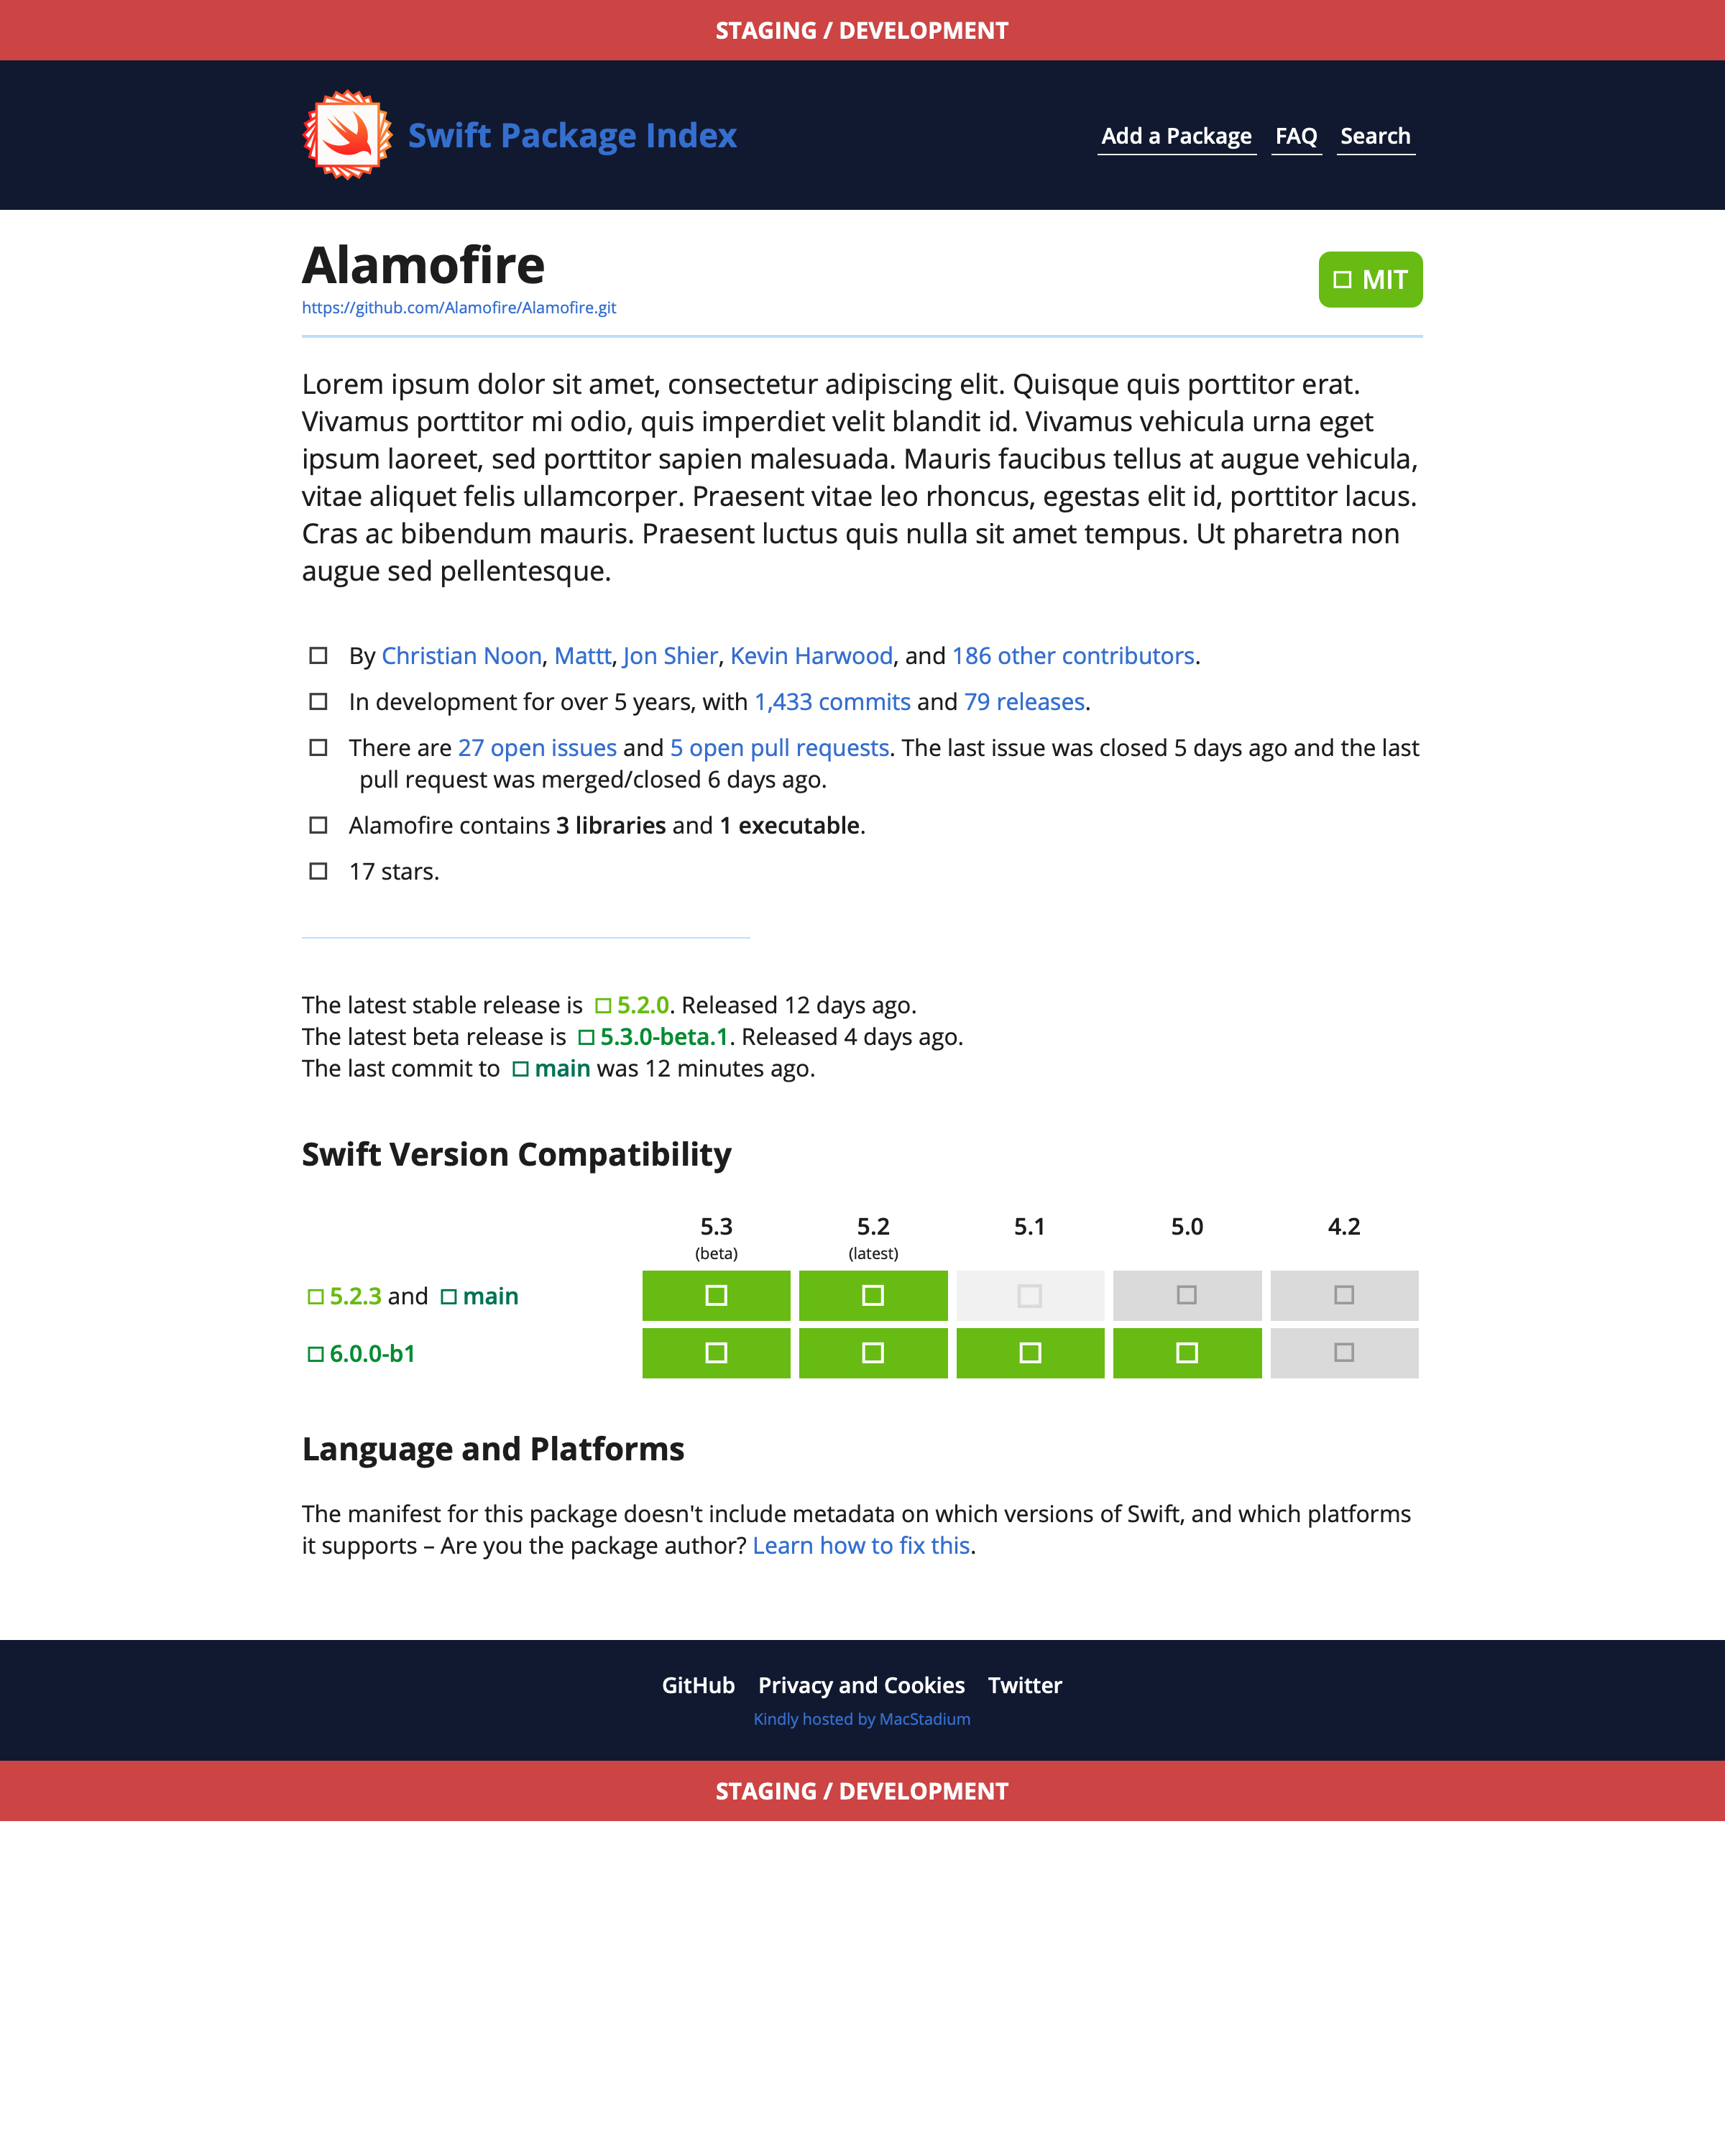 STAGING / DEVELOPMENT
Swift Package Index
Add a Package FAQ Search
Alamofire
MIT
https://github.com/Alamofire/Alamofire.git
Lorem ipsum dolor sit amet, consectetur adipiscing elit. Quisque quis porttitor erat.
Vivamus porttitor mi odio, quis imperdiet velit blandit id. Vivamus vehicula urna eget
ipsum laoreet, sed porttitor sapien malesuada. Mauris faucibus tellus at augue vehicula,
vitae aliquet felis ullamcorper. Praesent vitae leo rhoncus, egestas elit id, porttitor lacus.
Cras ac bibendum mauris. Praesent luctus quis nulla sit amet tempus. Ut pharetra non
augue sed pellentesque.
By Christian Noon, Mattt, Jon Shier, Kevin Harwood, and 186 other contributors.
In development for over 5 years, with 1,433 commits and 79 releases.
There are 27 open issues and 5 open pull requests. The last issue was closed 5 days ago and the last
pull request was merged/closed 6 days ago.
Alamofire contains 3 libraries and 1 executable.
17 stars.
The latest stable release is 5.2.0. Released 12 days ago.
The latest beta release is 5.3.0-beta.1. Released 4 days ago.
The last commit to main was 12 minutes ago.
Swift Version Compatibility
5.3 5.2 5.1 5.0 4.2
(beta) (latest)
5.2.3 and main
6.0.0-b1
Language and Platforms
The manifest for this package doesn't include metadata on which versions of Swift, and which platforms
it supports – Are you the package author? Learn how to fix this.
GitHub Privacy and Cookies Twitter
Kindly hosted by MacStadium
STAGING / DEVELOPMENT